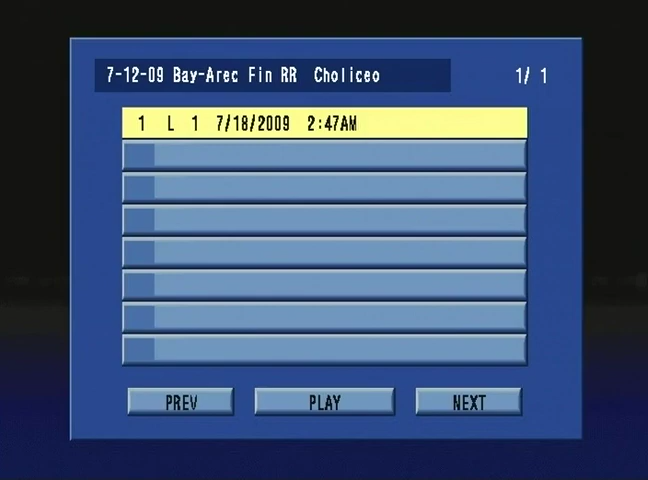 7-12-09 Bay-Arec Fin RR Choliceo 1/ 1
1 L 1 7/18/2009 2:47AM
PREV PLAY NEXT